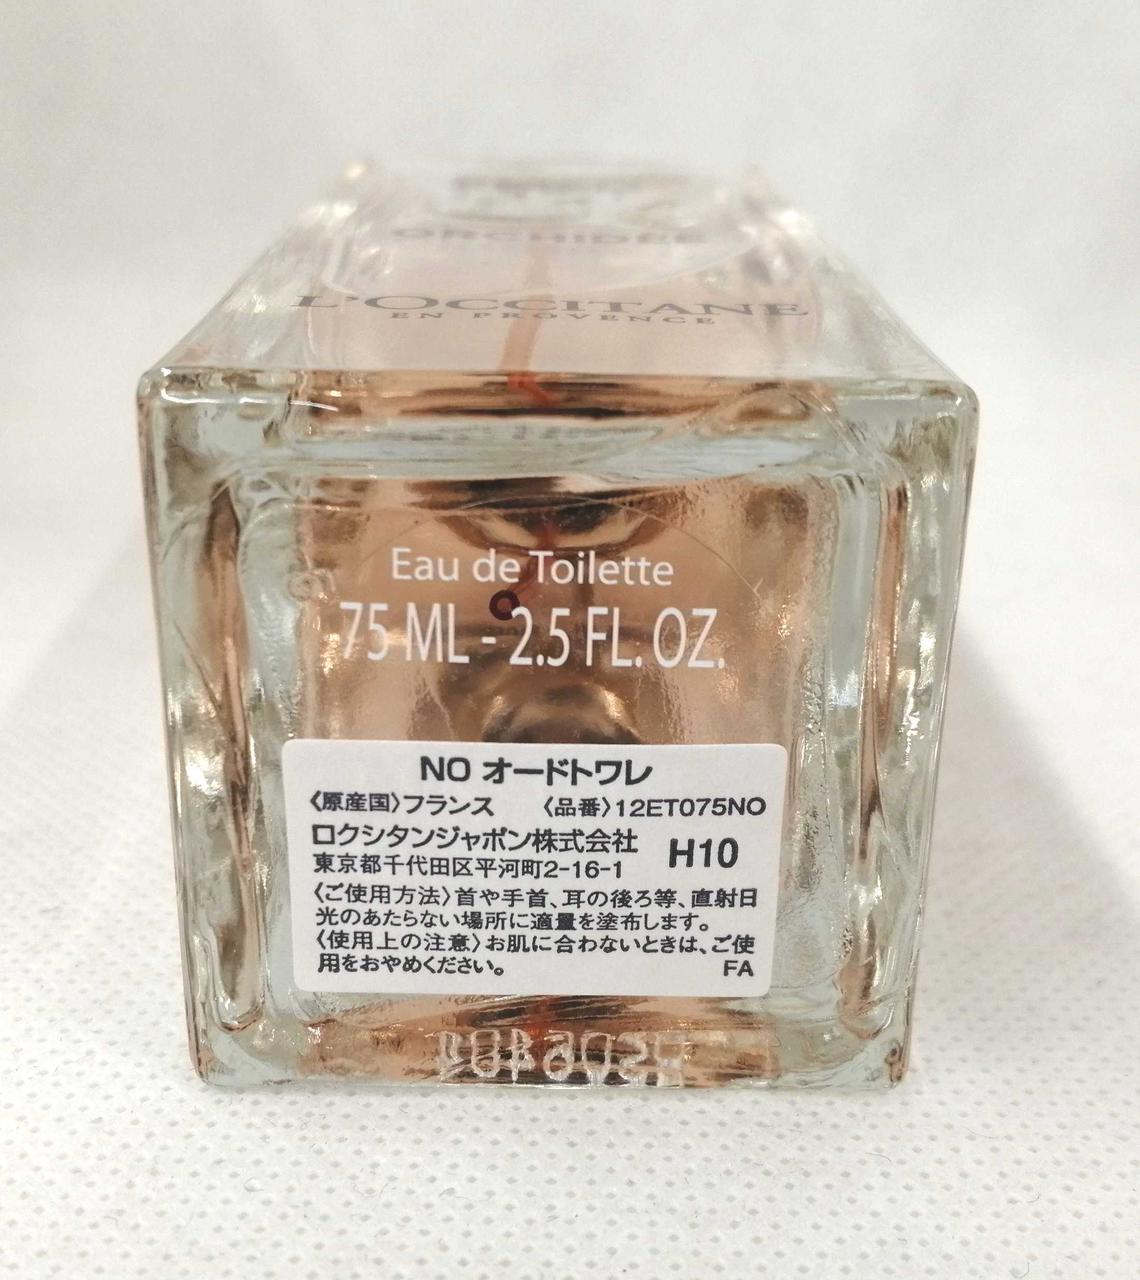 ORCHIDÉE
L'OCCITANE
EN PROVENCE
Eau de Toilette
75 ML - 2.5 FL. OZ.
NO オードトワレ
〈原産国〉フランス 〈品番〉12ET075NO
ロクシタンジャポン株式会社 H10
東京都千代田区平河町2-16-1
〈ご使用方法〉首や手首、耳の後ろ等、直射日
光のあたらない場所に適量を塗布します。
〈使用上の注意〉お肌に合わないときは、ご使
用をおやめください。 FA